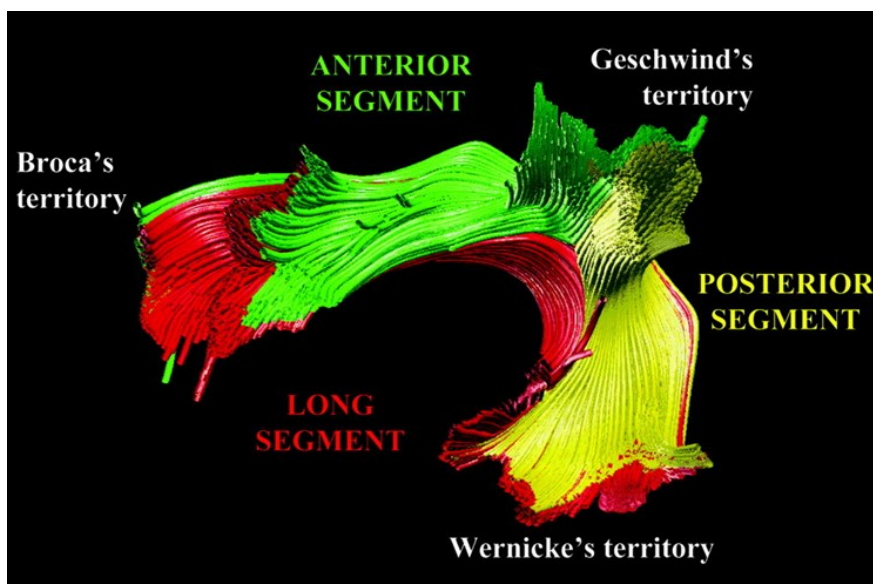 ANTERIOR
SEGMENT
Geschwind’s
territory
Broca’s
territory
POSTERIOR
SEGMENT
LONG
SEGMENT
Wernicke’s territory